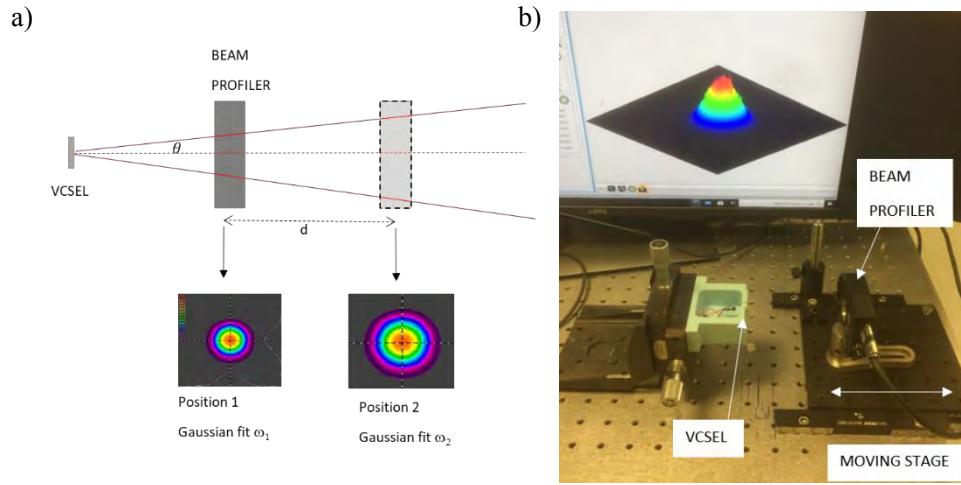 a)
b)
BEAM
PROFILER
θ
VCSEL
d
Position 1
Gaussian fit ω1
Position 2
Gaussian fit ω2
BEAM
PROFILER
VCSEL
MOVING STAGE